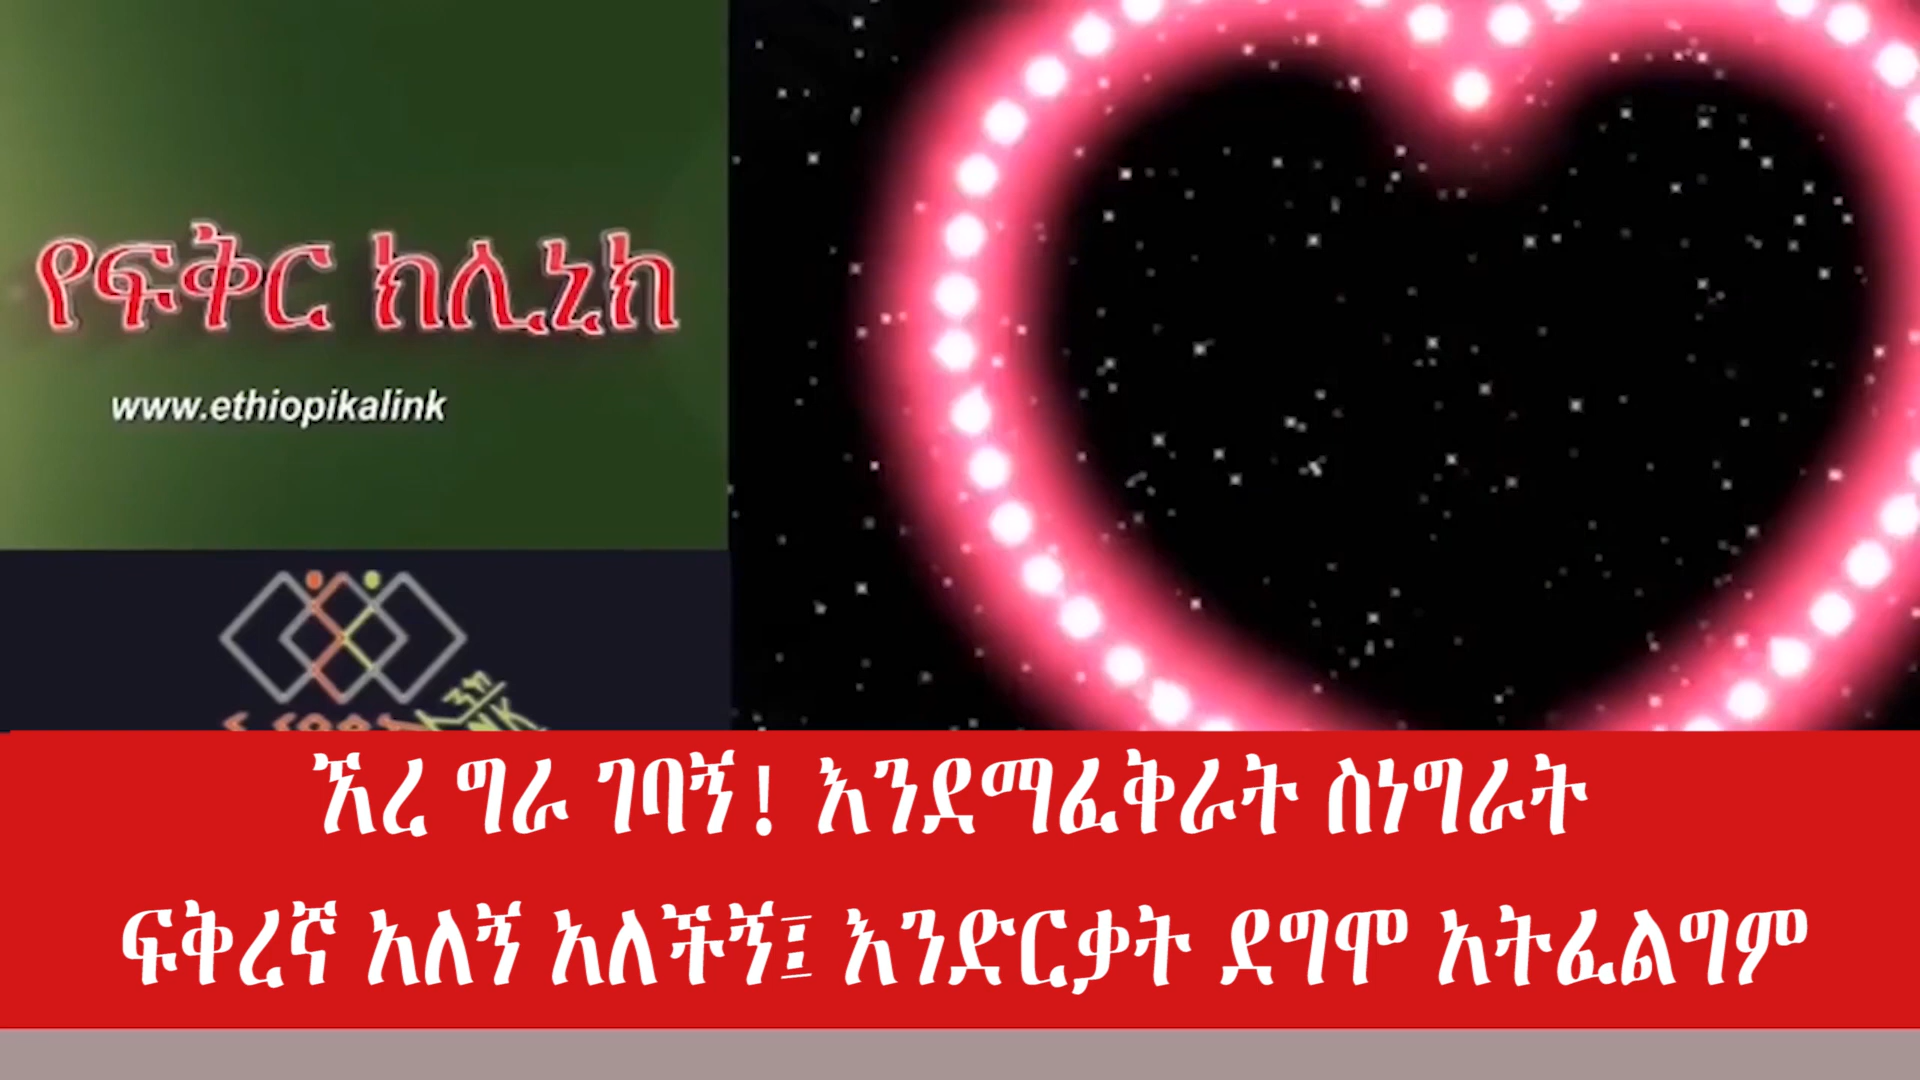 የፍቅር ክሊኒክ
www.ethiopikalink
ኧረ ግራ ገባኝ! እንደማፈቅራት ስነግራት
ፍቅረኛ አለኝ አለችኝ፤ እንድርቃት ደግሞ አትፈልግም